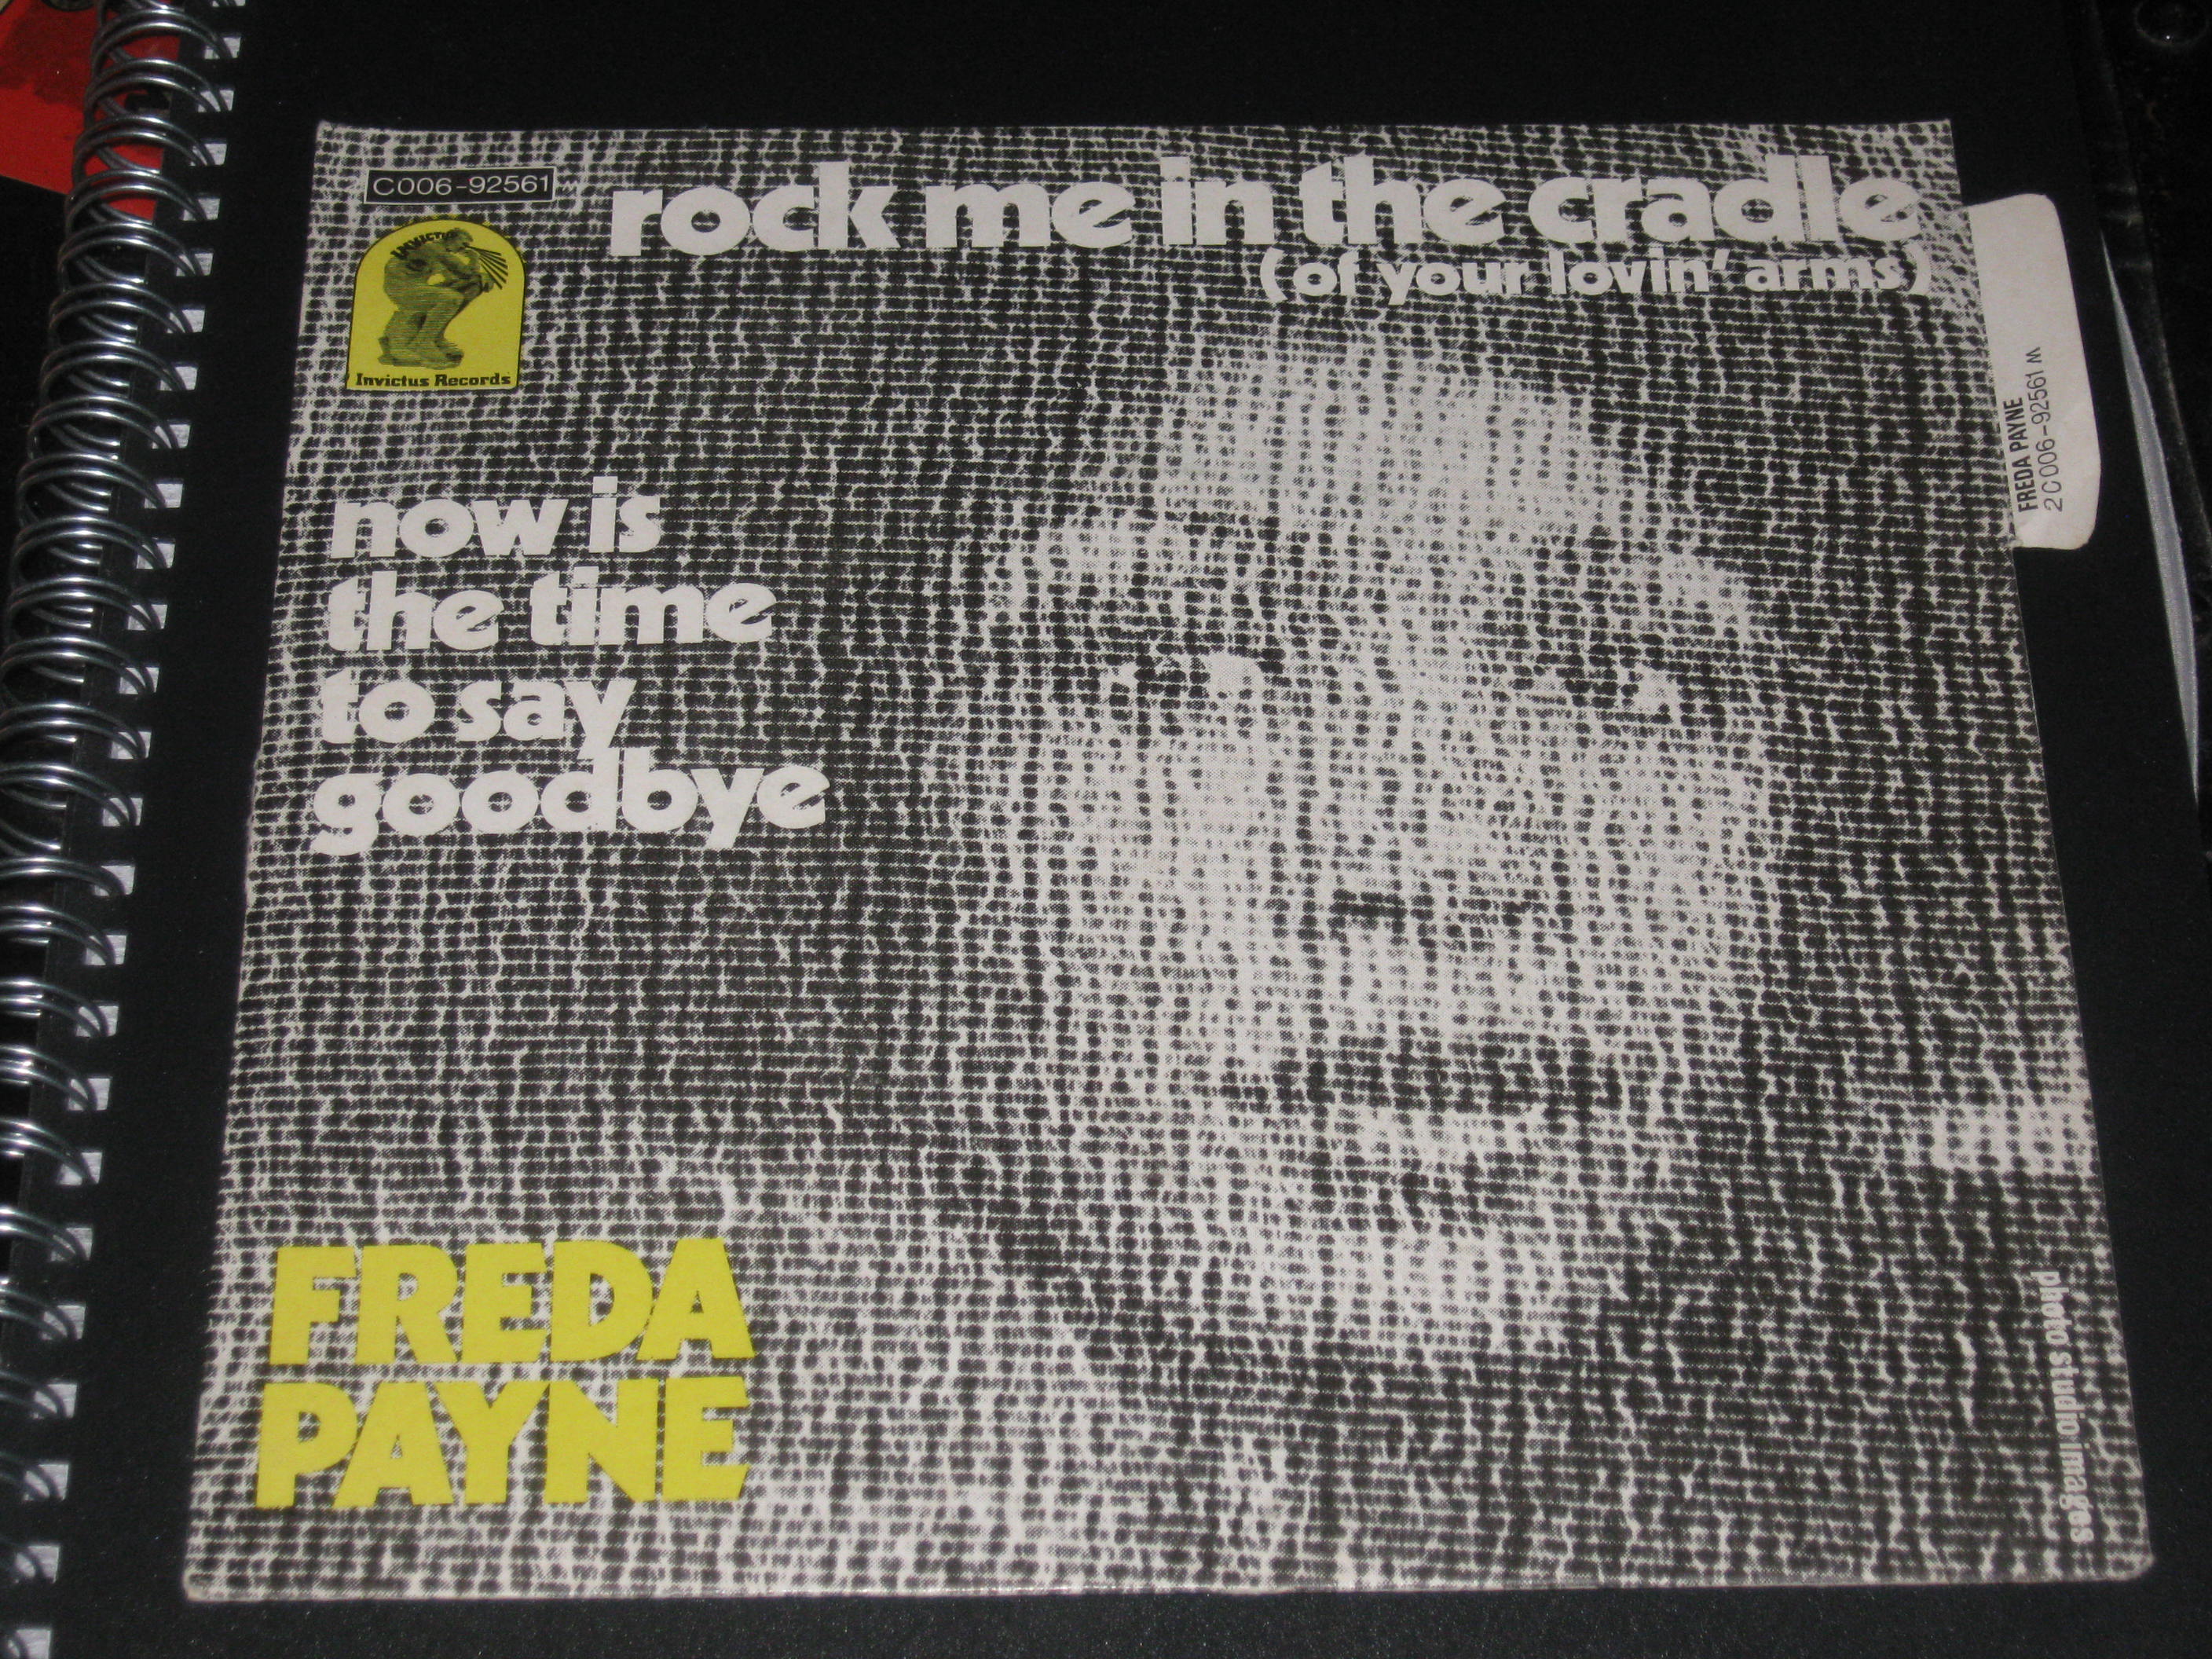 C006-92561 M
rock me in the cradle
(of your lovin' arms)
INVICTUS
Invictus Records
now is
the time
to say
goodbye
FREDA PAYNE
2C006-92561 M
FREDA
PAYNE
photo studio images